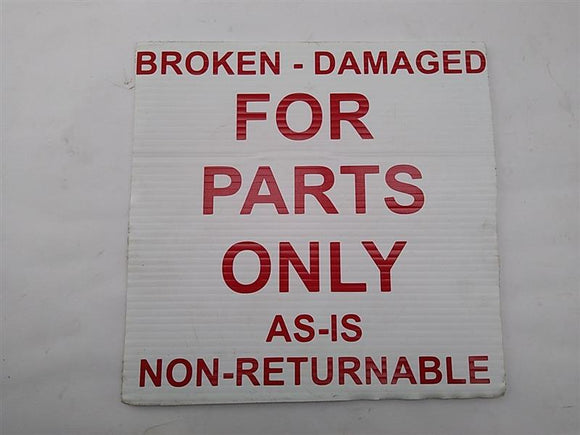 BROKEN - DAMAGED
FOR
PARTS
ONLY
AS-IS
NON-RETURNABLE